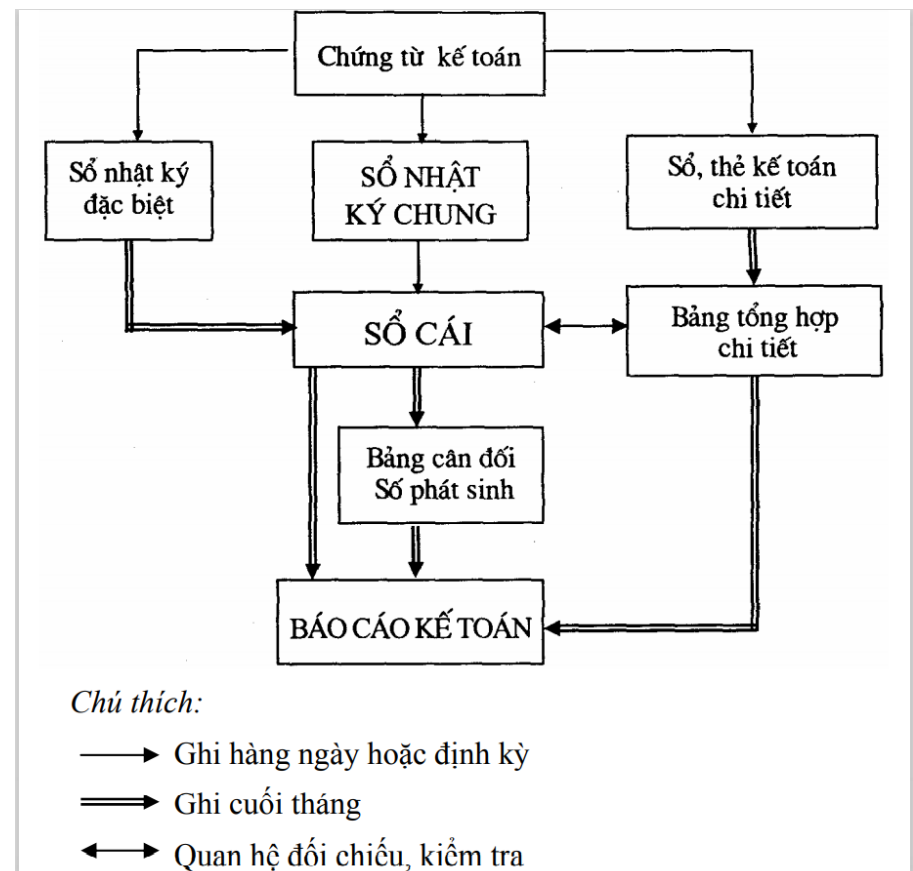 Chứng từ kế toán
Sổ nhật ký
đặc biệt
SỔ NHẬT
KÝ CHUNG
Sổ, thẻ kế toán
chi tiết
SỔ CÁI
Bảng tổng hợp
chi tiết
Bảng cân đối
Số phát sinh
BÁO CÁO KẾ TOÁN
Chú thích:
Ghi hàng ngày hoặc định kỳ
Ghi cuối tháng
Quan hệ đối chiếu, kiểm tra